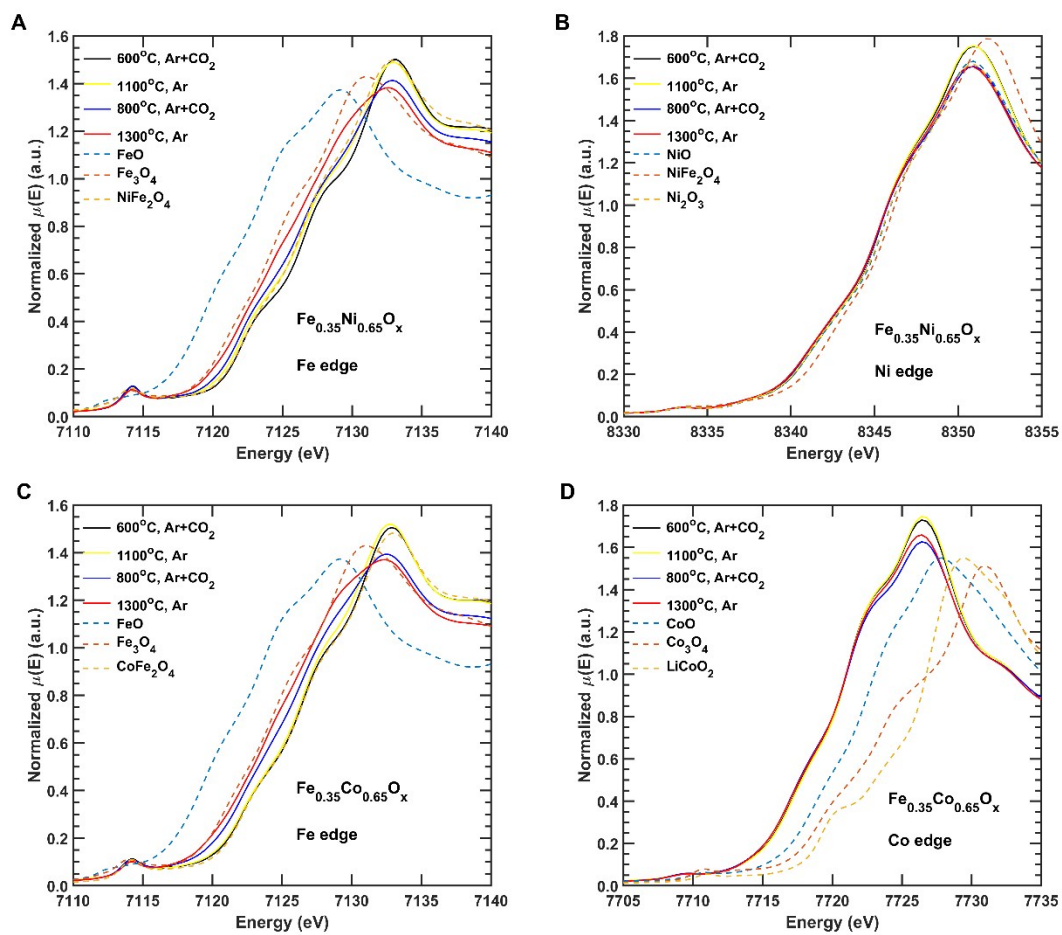 A
Normalized μ(E) (a.u.)
1.6
1.4
1.2
1.0
0.8
0.6
0.4
0.2
0.0
600°C, Ar+CO₂
1100°C, Ar
800°C, Ar+CO₂
1300°C, Ar
FeO
Fe₃O₄
NiFe₂O₄
Fe₀.₃₅Ni₀.₆₅Oₓ
Fe edge
7110 7115 7120 7125 7130 7135 7140
Energy (eV)
B
Normalized μ(E) (a.u.)
1.8
1.6
1.4
1.2
1.0
0.8
0.6
0.4
0.2
0.0
600°C, Ar+CO₂
1100°C, Ar
800°C, Ar+CO₂
1300°C, Ar
NiO
NiFe₂O₄
Ni₂O₃
Fe₀.₃₅Ni₀.₆₅Oₓ
Ni edge
8330 8335 8340 8345 8350 8355
Energy (eV)
C
Normalized μ(E) (a.u.)
1.6
1.4
1.2
1.0
0.8
0.6
0.4
0.2
0.0
600°C, Ar+CO₂
1100°C, Ar
800°C, Ar+CO₂
1300°C, Ar
FeO
Fe₃O₄
CoFe₂O₄
Fe₀.₃₅Co₀.₆₅Oₓ
Fe edge
7110 7115 7120 7125 7130 7135 7140
Energy (eV)
D
Normalized μ(E) (a.u.)
1.8
1.6
1.4
1.2
1.0
0.8
0.6
0.4
0.2
0.0
600°C, Ar+CO₂
1100°C, Ar
800°C, Ar+CO₂
1300°C, Ar
CoO
Co₃O₄
LiCoO₂
Fe₀.₃₅Co₀.₆₅Oₓ
Co edge
7705 7710 7715 7720 7725 7730 7735
Energy (eV)